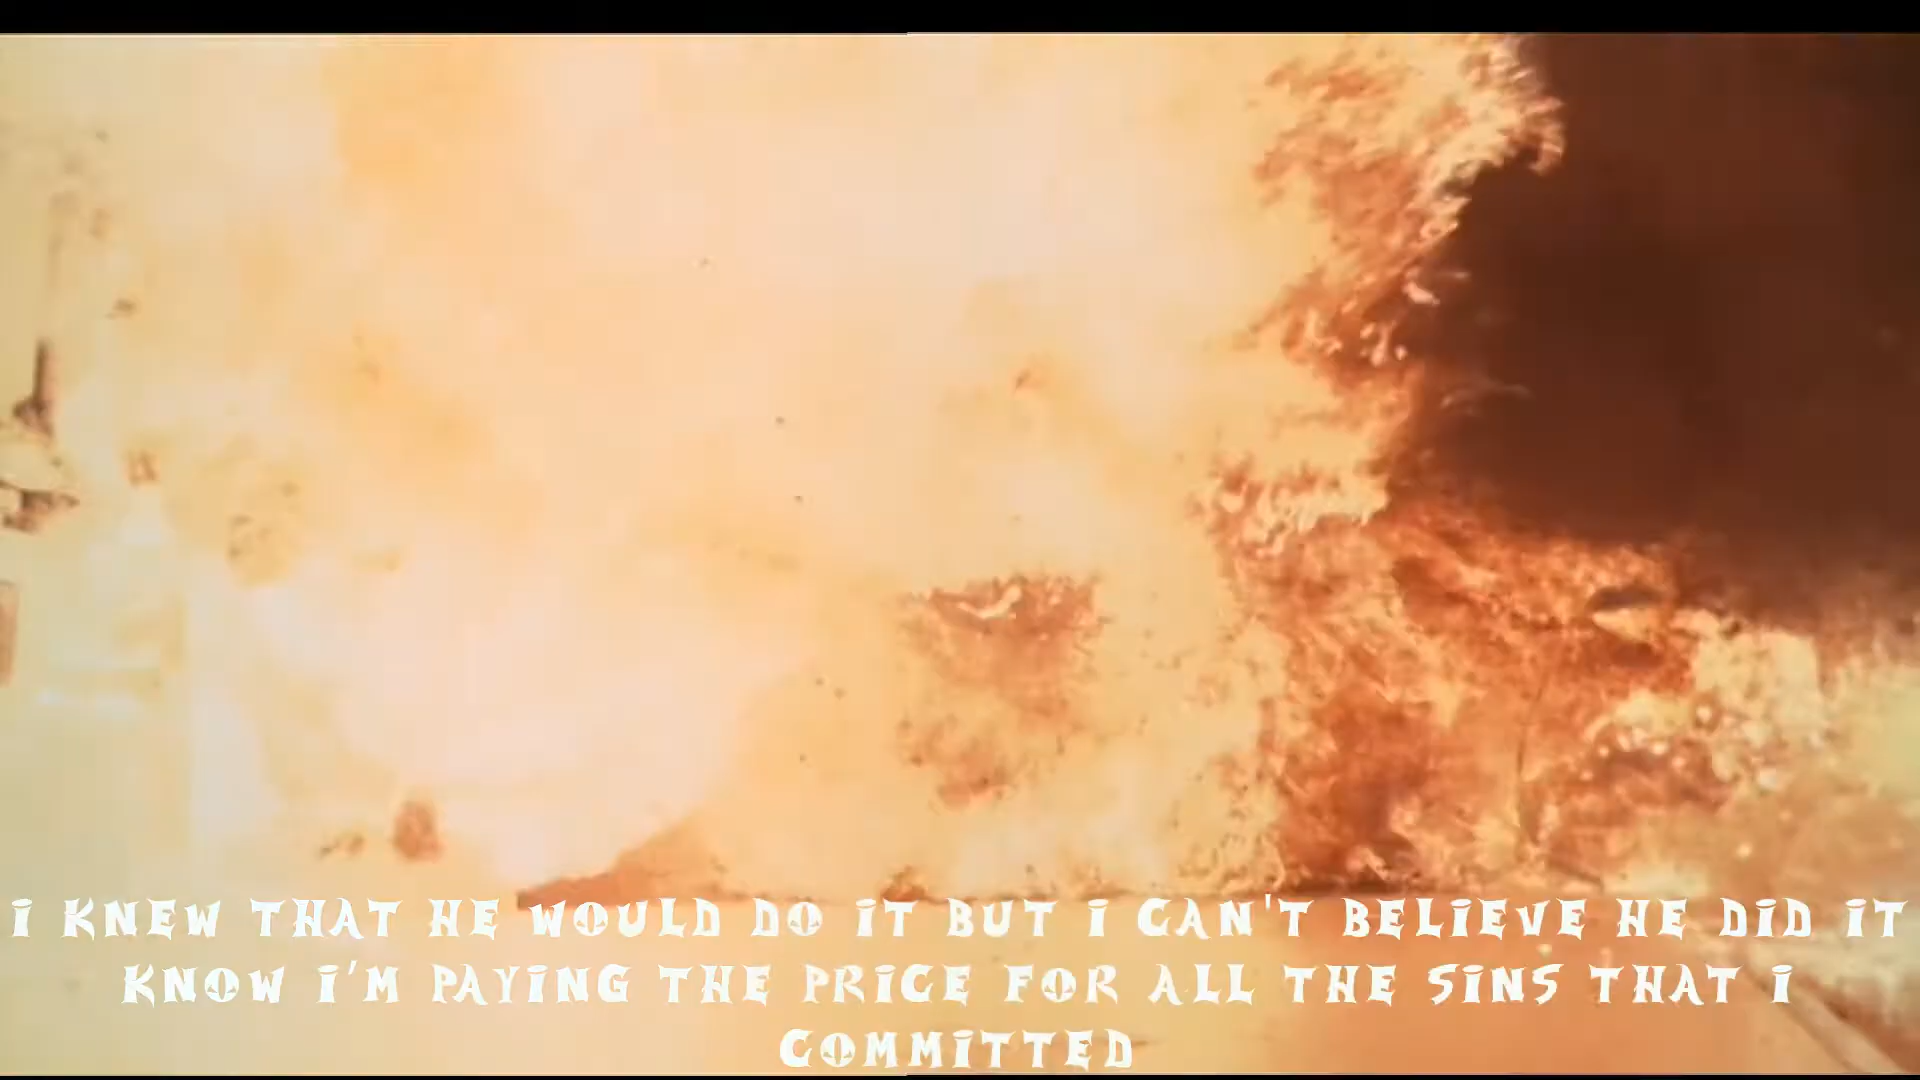 I KNEW THAT HE WOULD DO IT BUT I CAN'T BELIEVE HE DID IT
KNOW I'M PAYING THE PRICE FOR ALL THE SINS THAT I
COMMITTED